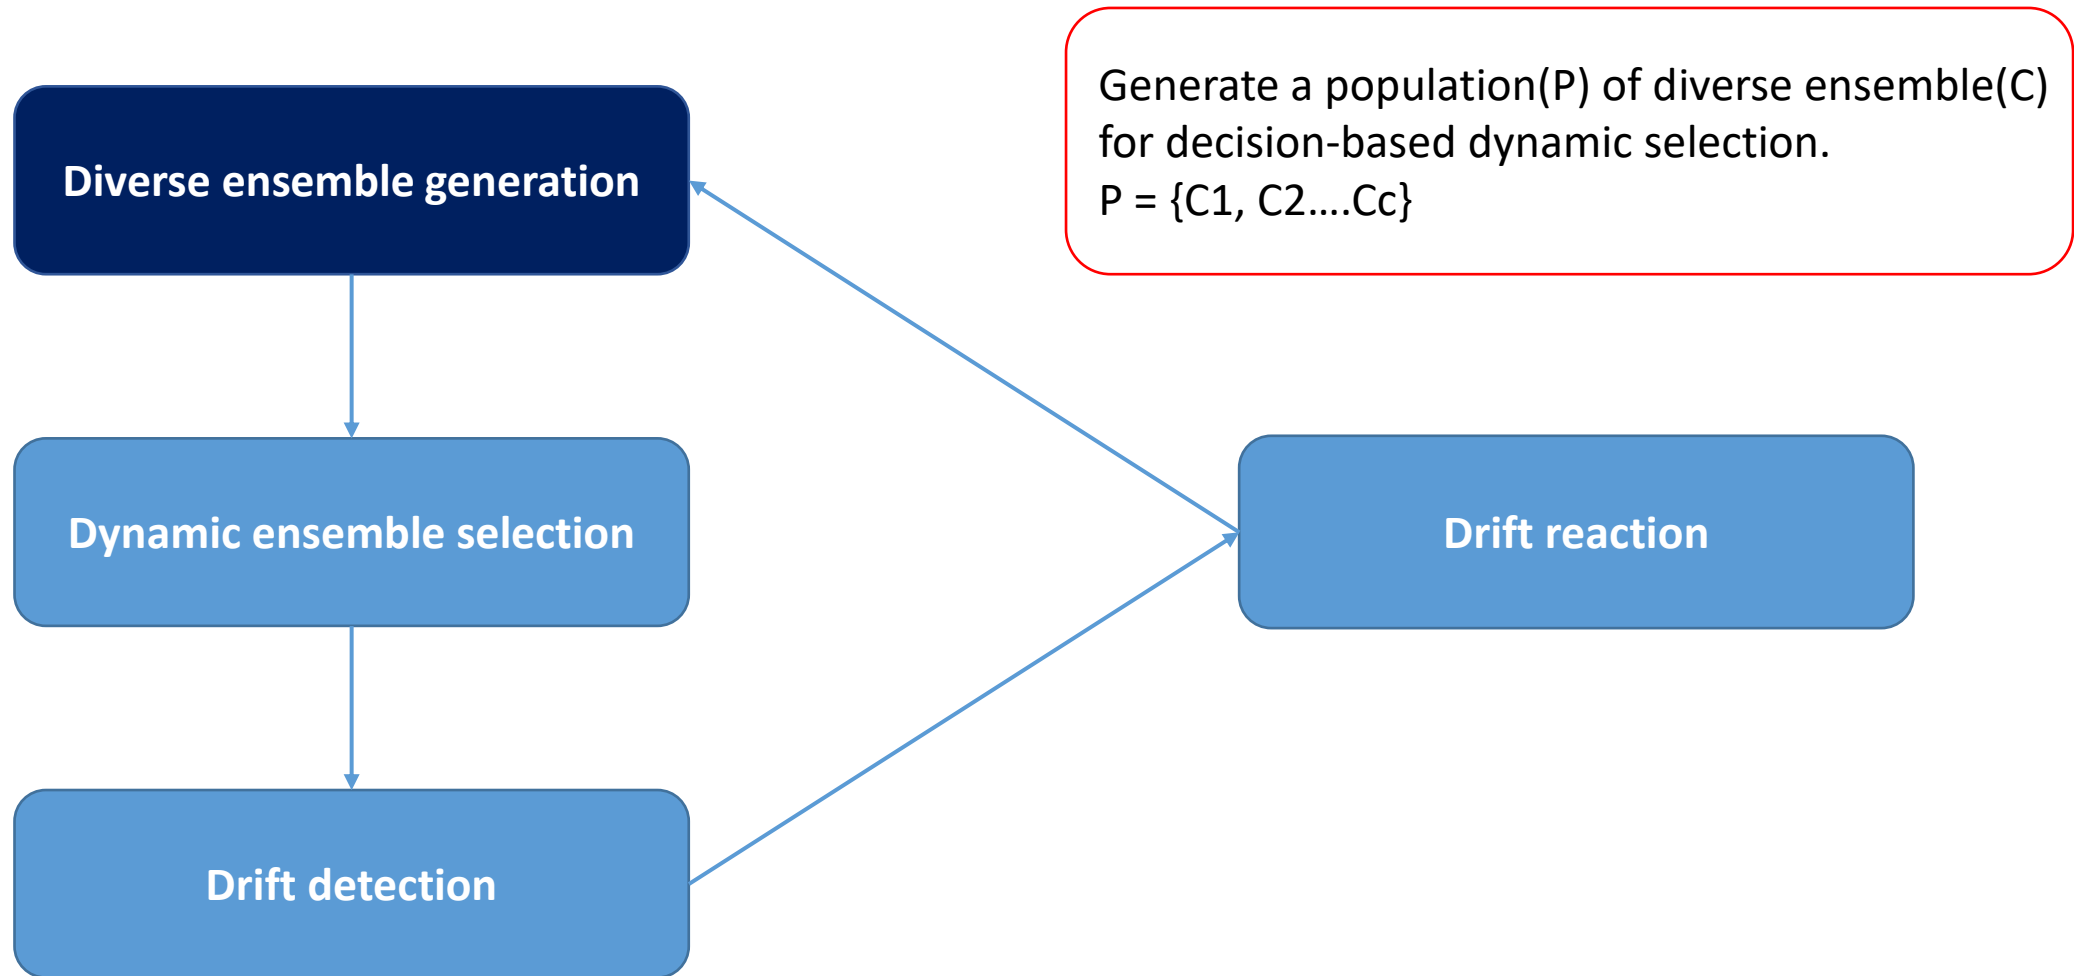 Generate a population(P) of diverse ensemble(C)
for decision-based dynamic selection.
P = {C1, C2....Cc}
Diverse ensemble generation
Dynamic ensemble selection
Drift reaction
Drift detection